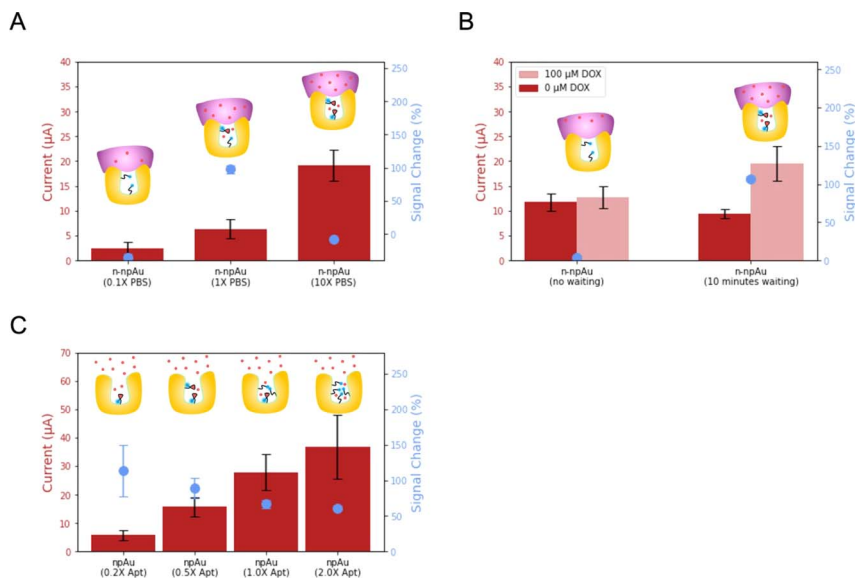 A
Current (µA)
40
35
30
25
20
15
10
5
0
250
200
150
100
50
0
Signal Change (%)
n-npAu
(0.1X PBS)
n-npAu
(1X PBS)
n-npAu
(10X PBS)
B
Current (µA)
40
35
30
25
20
15
10
5
0
100 µM DOX
0 µM DOX
250
200
150
100
50
0
Signal Change (%)
n-npAu
(no waiting)
n-npAu
(10 minutes waiting)
C
Current (µA)
70
60
50
40
30
20
10
0
250
200
150
100
50
0
Signal Change (%)
npAu
(0.2X Apt)
npAu
(0.5X Apt)
npAu
(1.0X Apt)
npAu
(2.0X Apt)